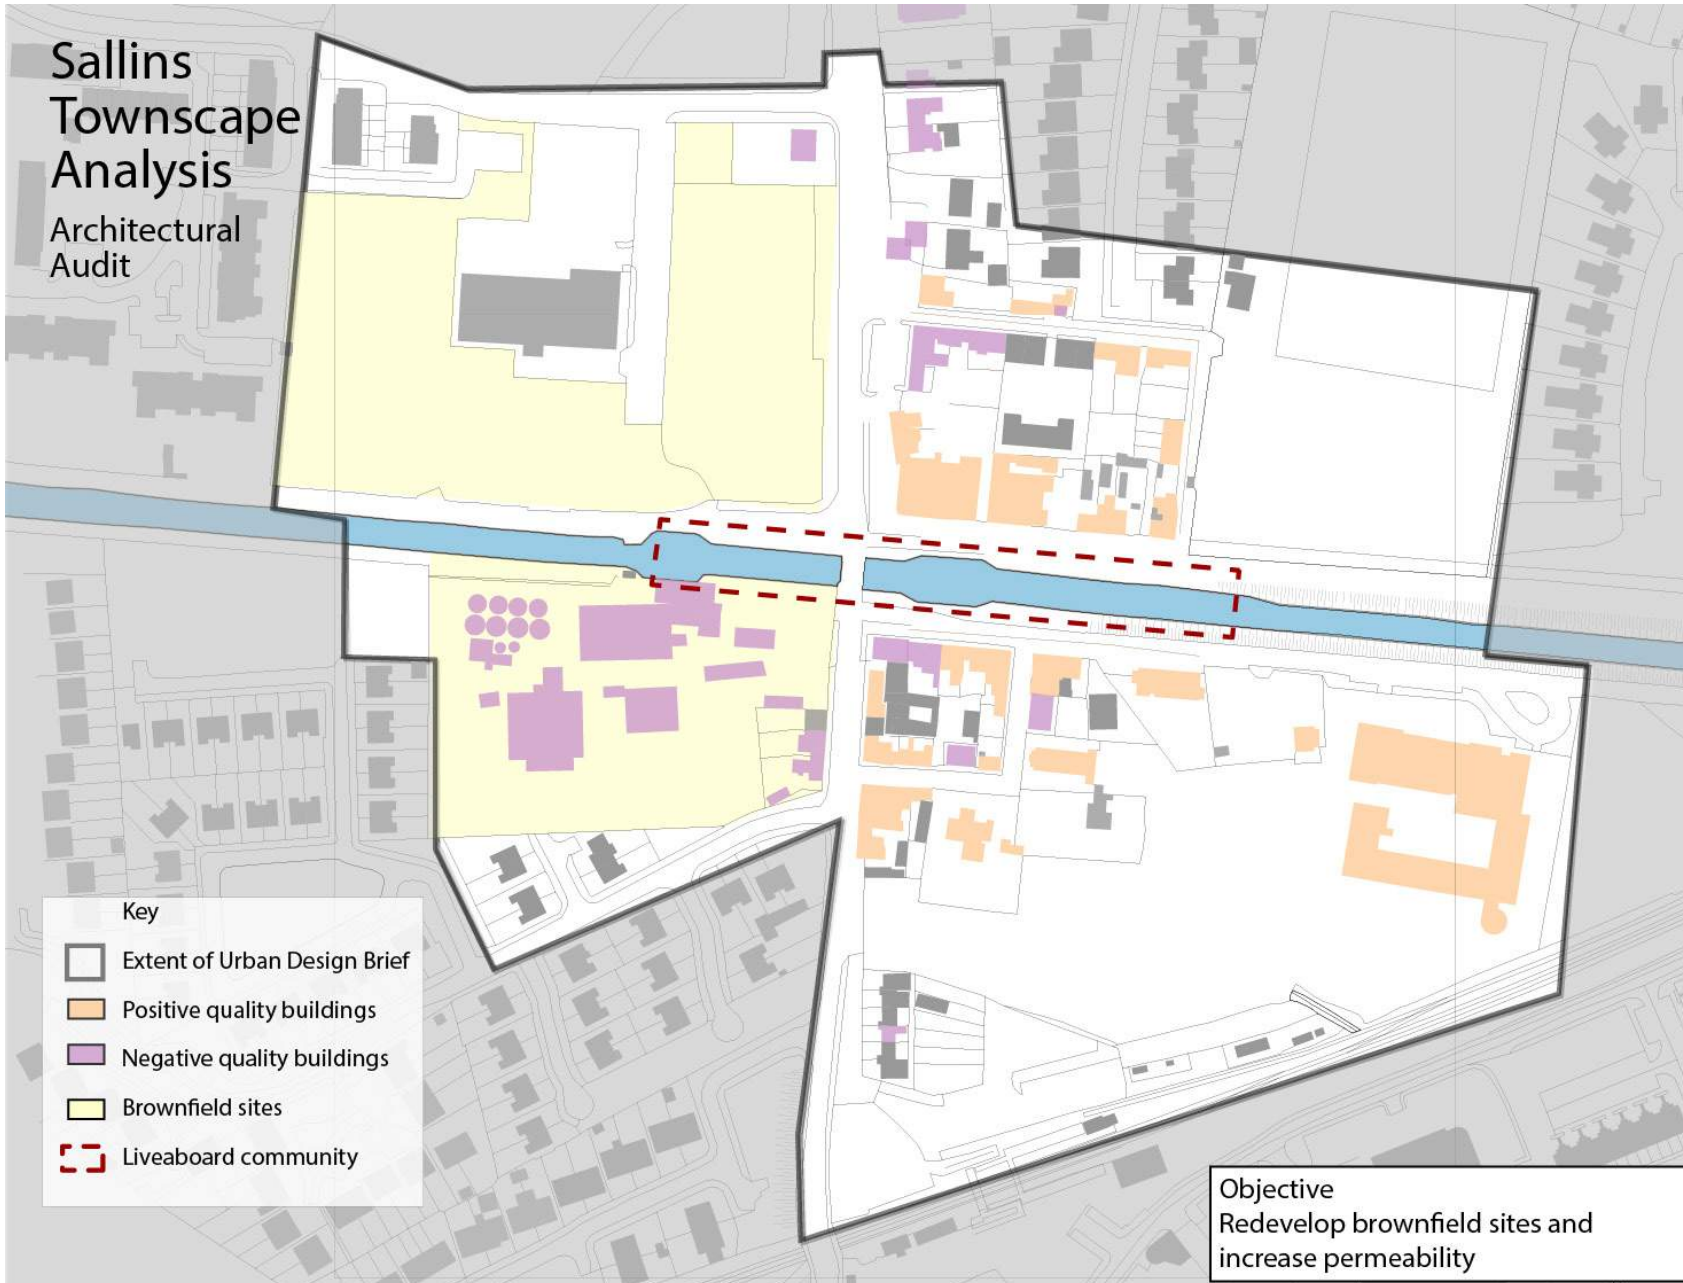 Sallins
Townscape
Analysis
Architectural
Audit
Key
Extent of Urban Design Brief
Positive quality buildings
Negative quality buildings
Brownfield sites
Liveaboard community
Objective
Redevelop brownfield sites and
increase permeability